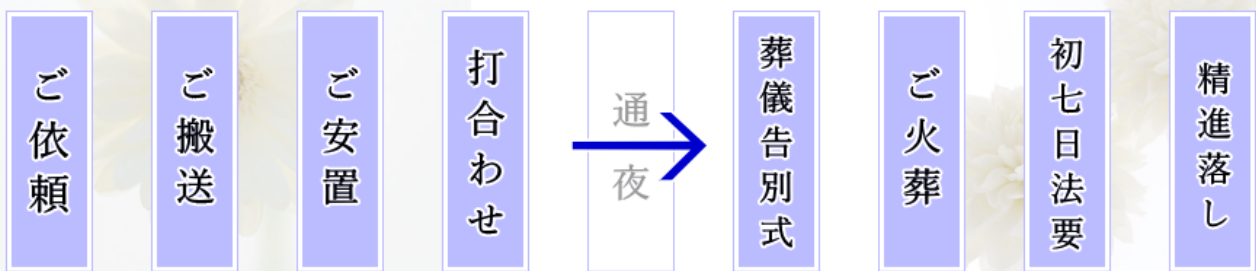 ご依頼
ご搬送
ご安置
打合わせ
通夜
葬儀告別式
ご火葬
初七日法要
精進落し